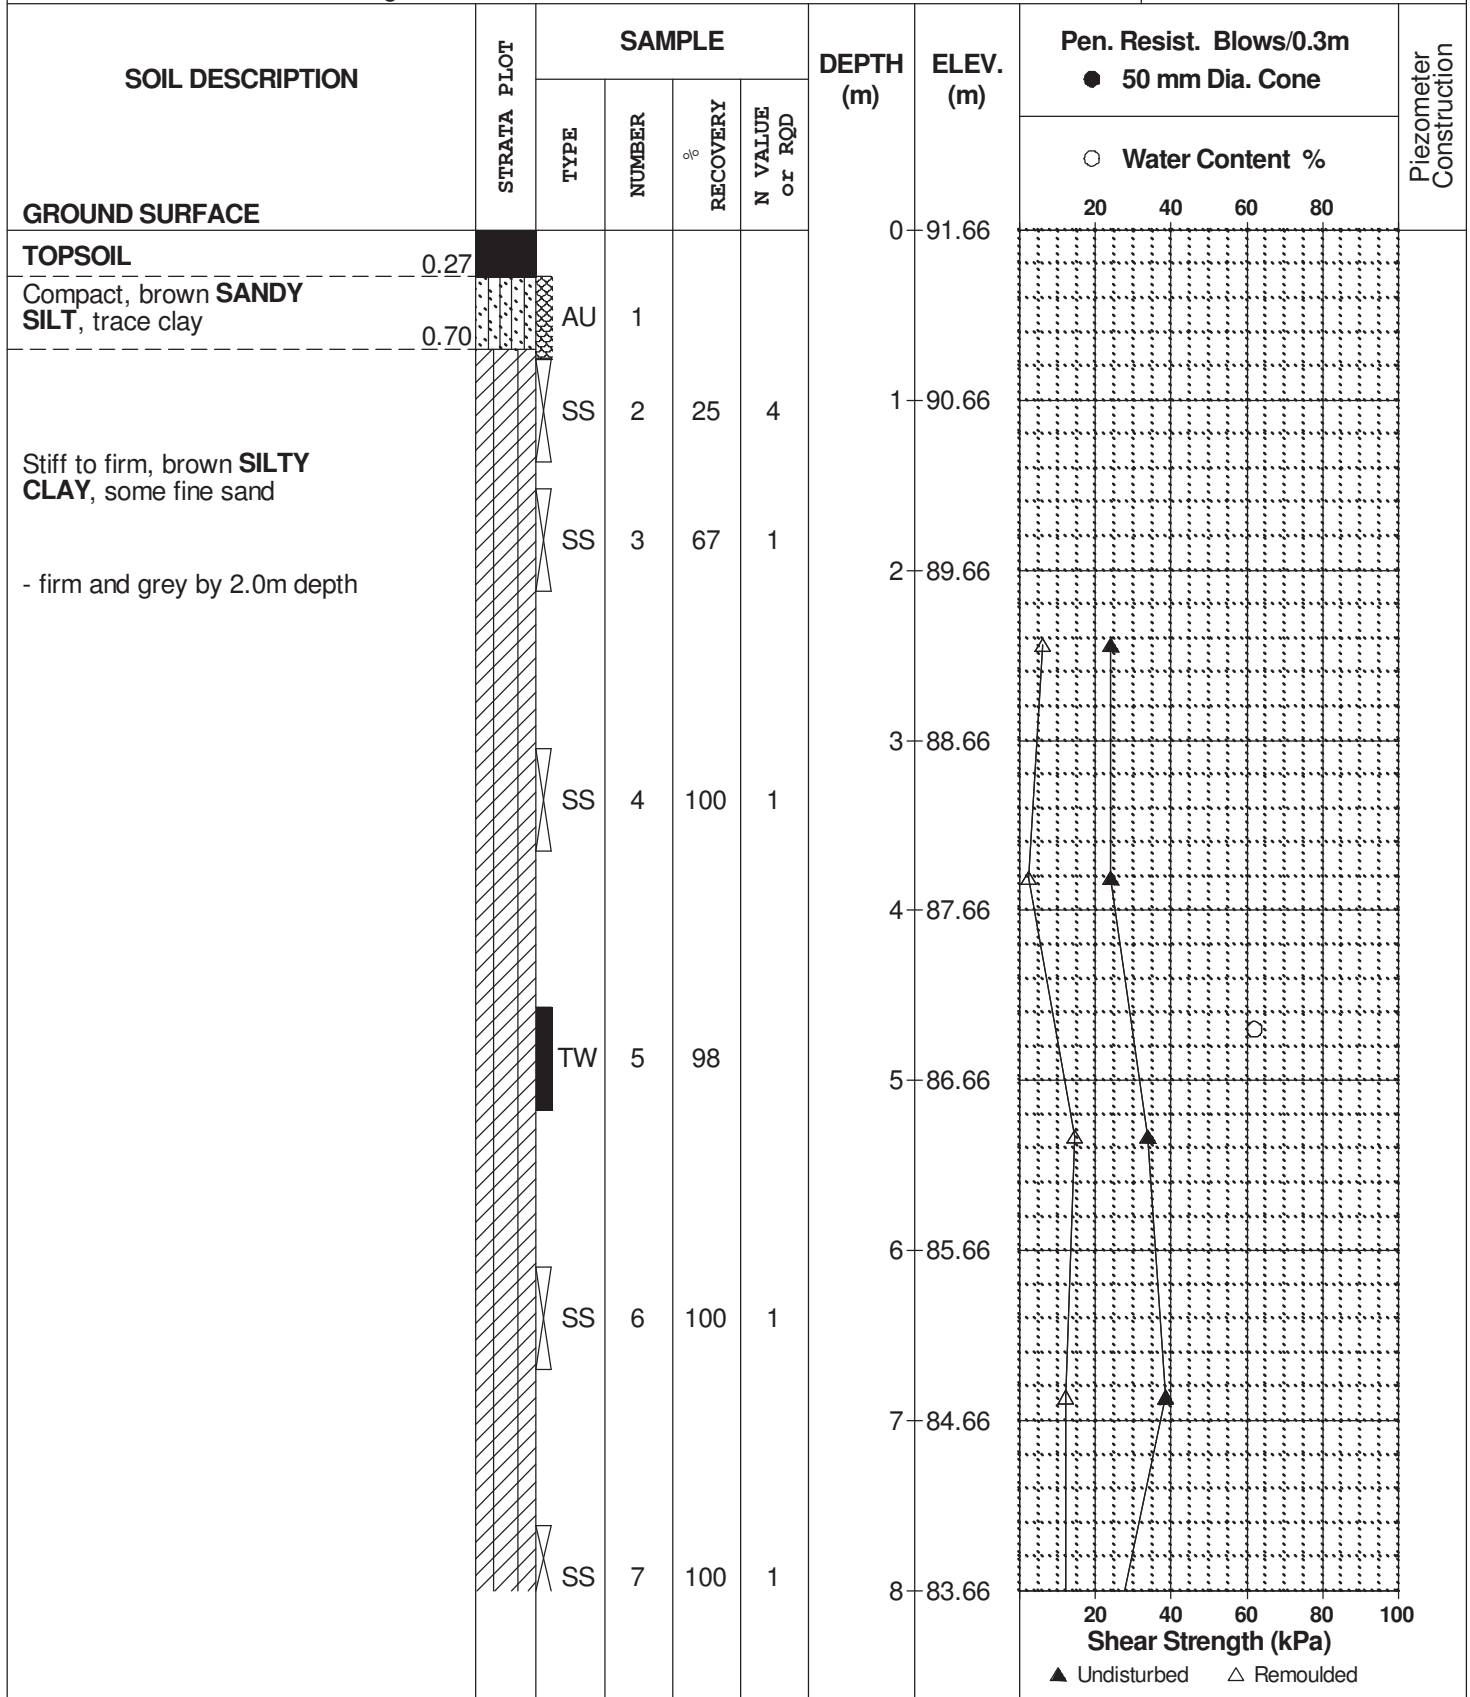 SOIL DESCRIPTION
STRATA PLOT
SAMPLE
TYPE
NUMBER
% RECOVERY
N VALUE or RQD
DEPTH (m)
ELEV. (m)
Pen. Resist. Blows/0.3m
● 50 mm Dia. Cone
○ Water Content %
Piezometer Construction
20 40 60 80
GROUND SURFACE
0 91.66
TOPSOIL
0.27
Compact, brown SANDY
SILT, trace clay
0.70
AU 1
SS 2 25 4
1 90.66
Stiff to firm, brown SILTY
CLAY, some fine sand
SS 3 67 1
2 89.66
- firm and grey by 2.0m depth
3 88.66
SS 4 100 1
4 87.66
TW 5 98
5 86.66
6 85.66
SS 6 100 1
7 84.66
SS 7 100 1
8 83.66
20 40 60 80 100
Shear Strength (kPa)
▲ Undisturbed △ Remoulded